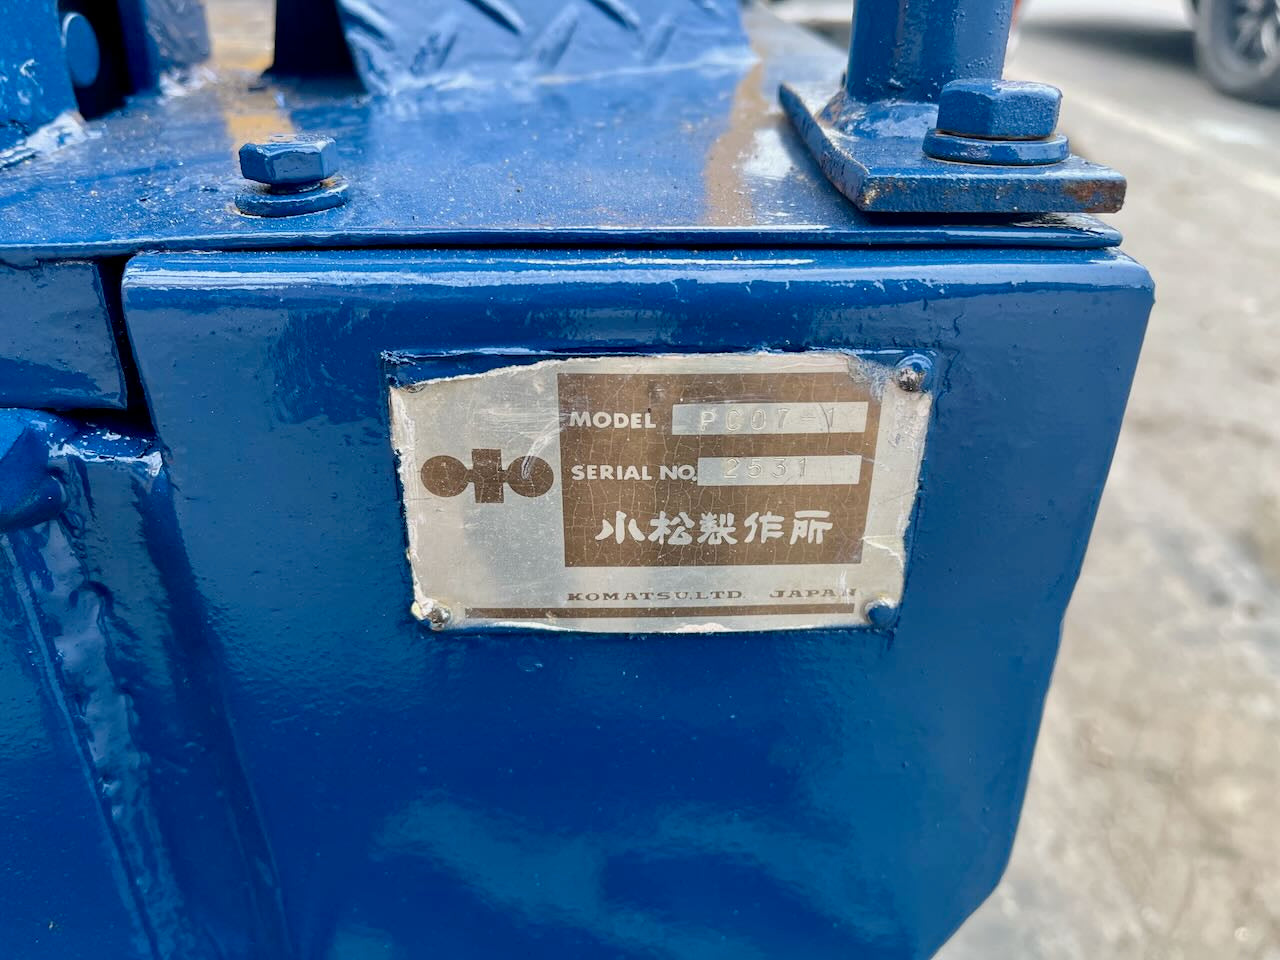 MODEL PC07-1
SERIAL NO. 2531
小松製作所
KOMATSU.LTD. JAPAN